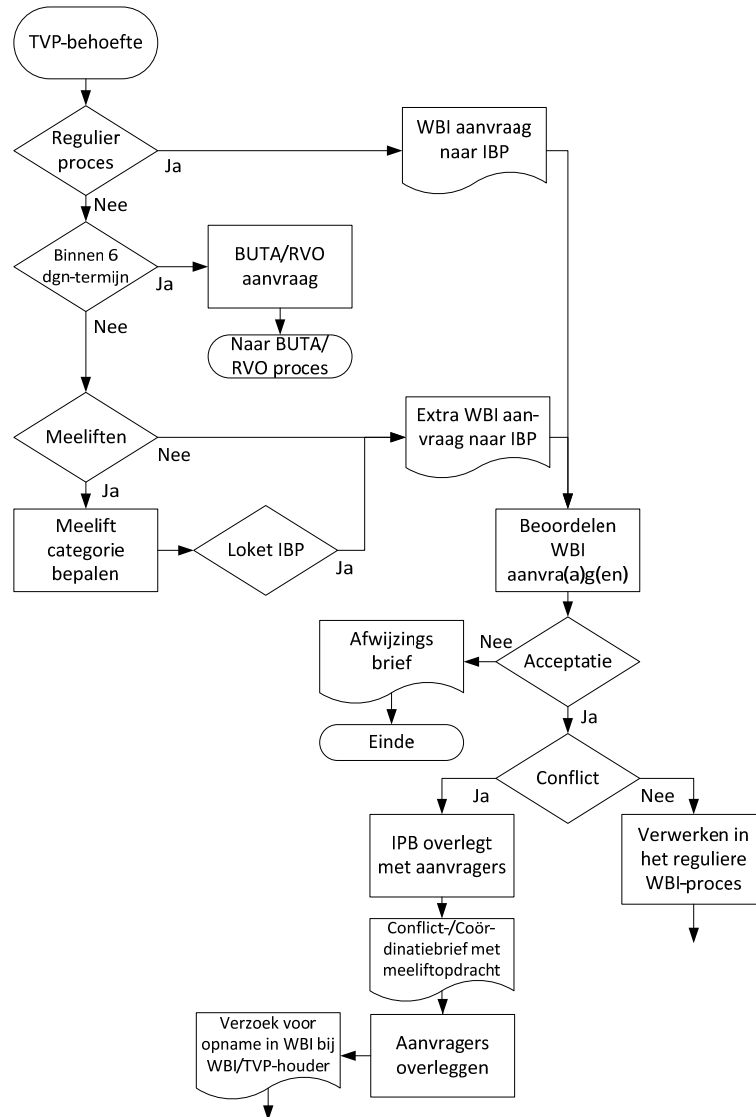 TVP-behoefte
Regulier
proces
Ja
WBI aanvraag
naar IBP
Nee
Binnen 6
dgn-termijn
Ja
BUTA/RVO
aanvraag
Nee
Naar BUTA/
RVO proces
Meeliften
Nee
Extra WBI aan-
vraag naar IBP
Ja
Meelift
categorie
bepalen
Loket IBP
Ja
Beoordelen
WBI
aanvra(a)g(en)
Afwijzings
brief
Nee
Acceptatie
Ja
Einde
Conflict
Ja
Nee
IPB overlegt
met aanvragers
Verwerken in
het reguliere
WBI-proces
Conflict-/Coör-
dinatiebrief met
meeliftopdracht
Verzoek voor
opname in WBI bij
WBI/TVP-houder
Aanvragers
overleggen